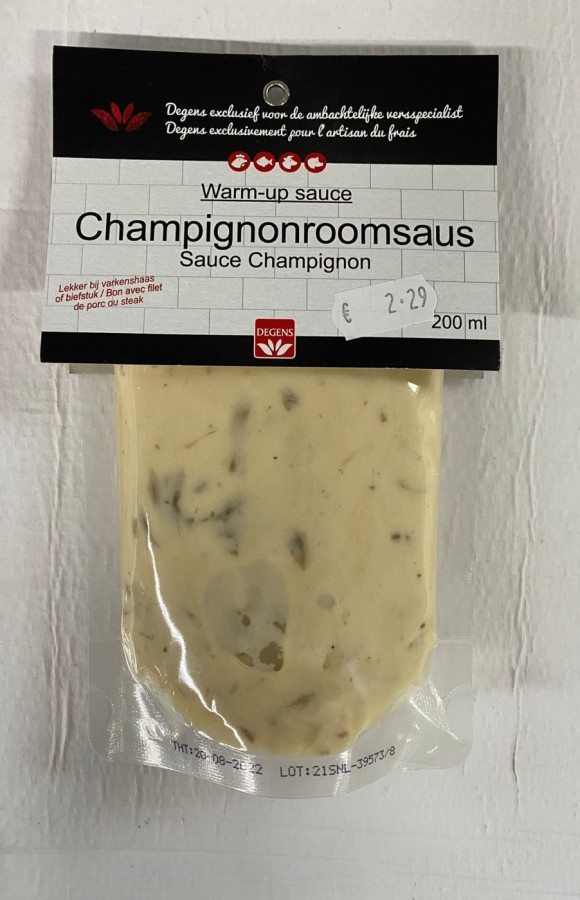 Degens exclusief voor de ambachtelijke versspecialist
Degens exclusivement pour l'artisan du frais
Warm-up sauce
Champignonroomsaus
Sauce Champignon
Lekker bij varkenshaas
of biefstuk / Bon avec filet
de porc ou steak
€ 2.29
200 ml
DEGENS
THT:20-08-2022 LOT:21SNL-39573/8